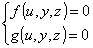 f(u, y, z) = 0
g(u, y, z) = 0